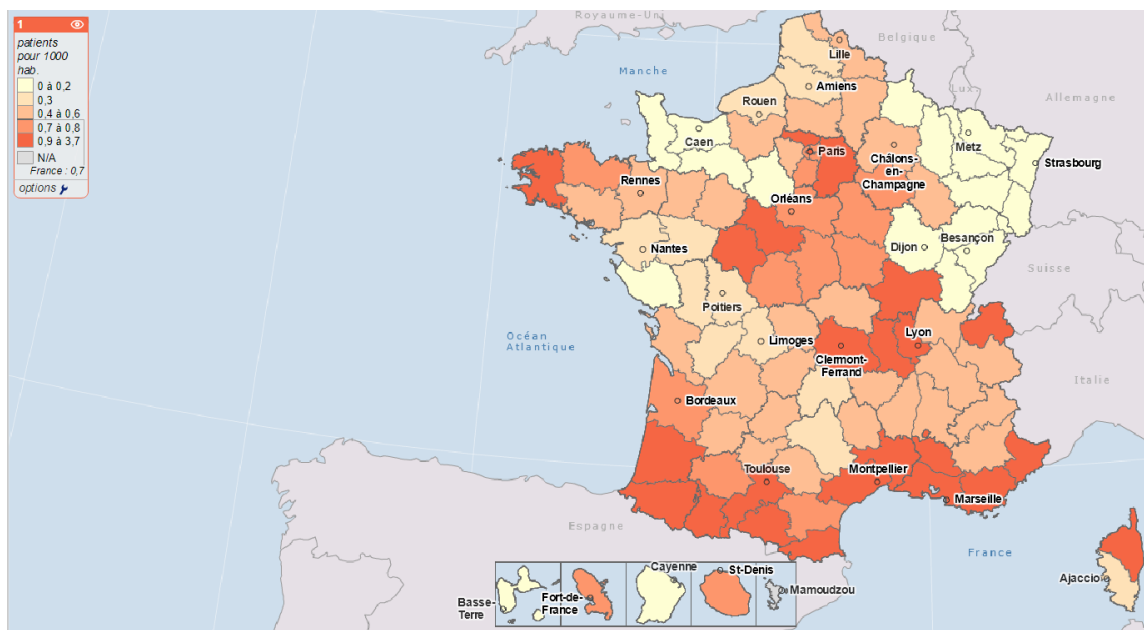 1
patients
pour 1000
hab.
0 à 0,2
0,3
0,4 à 0,6
0,7 à 0,8
0,9 à 3,7
N/A
France : 0,7
options
Royaume-Uni
Belgique
Lille
Manche
Amiens
Lux.
Allemagne
Rouen
Caen
Metz
Paris
Châlons-
en-
Champagne
Strasbourg
Rennes
Orléans
Nantes
Dijon
Besançon
Suisse
Poitiers
Océan
Atlantique
Limoges
Lyon
Clermont-
Ferrand
Italie
Bordeaux
Toulouse
Montpellier
Marseille
Espagne
France
Ajaccio
Basse-
Terre
Fort-de-
France
Cayenne
St-Denis
Mamoudzou